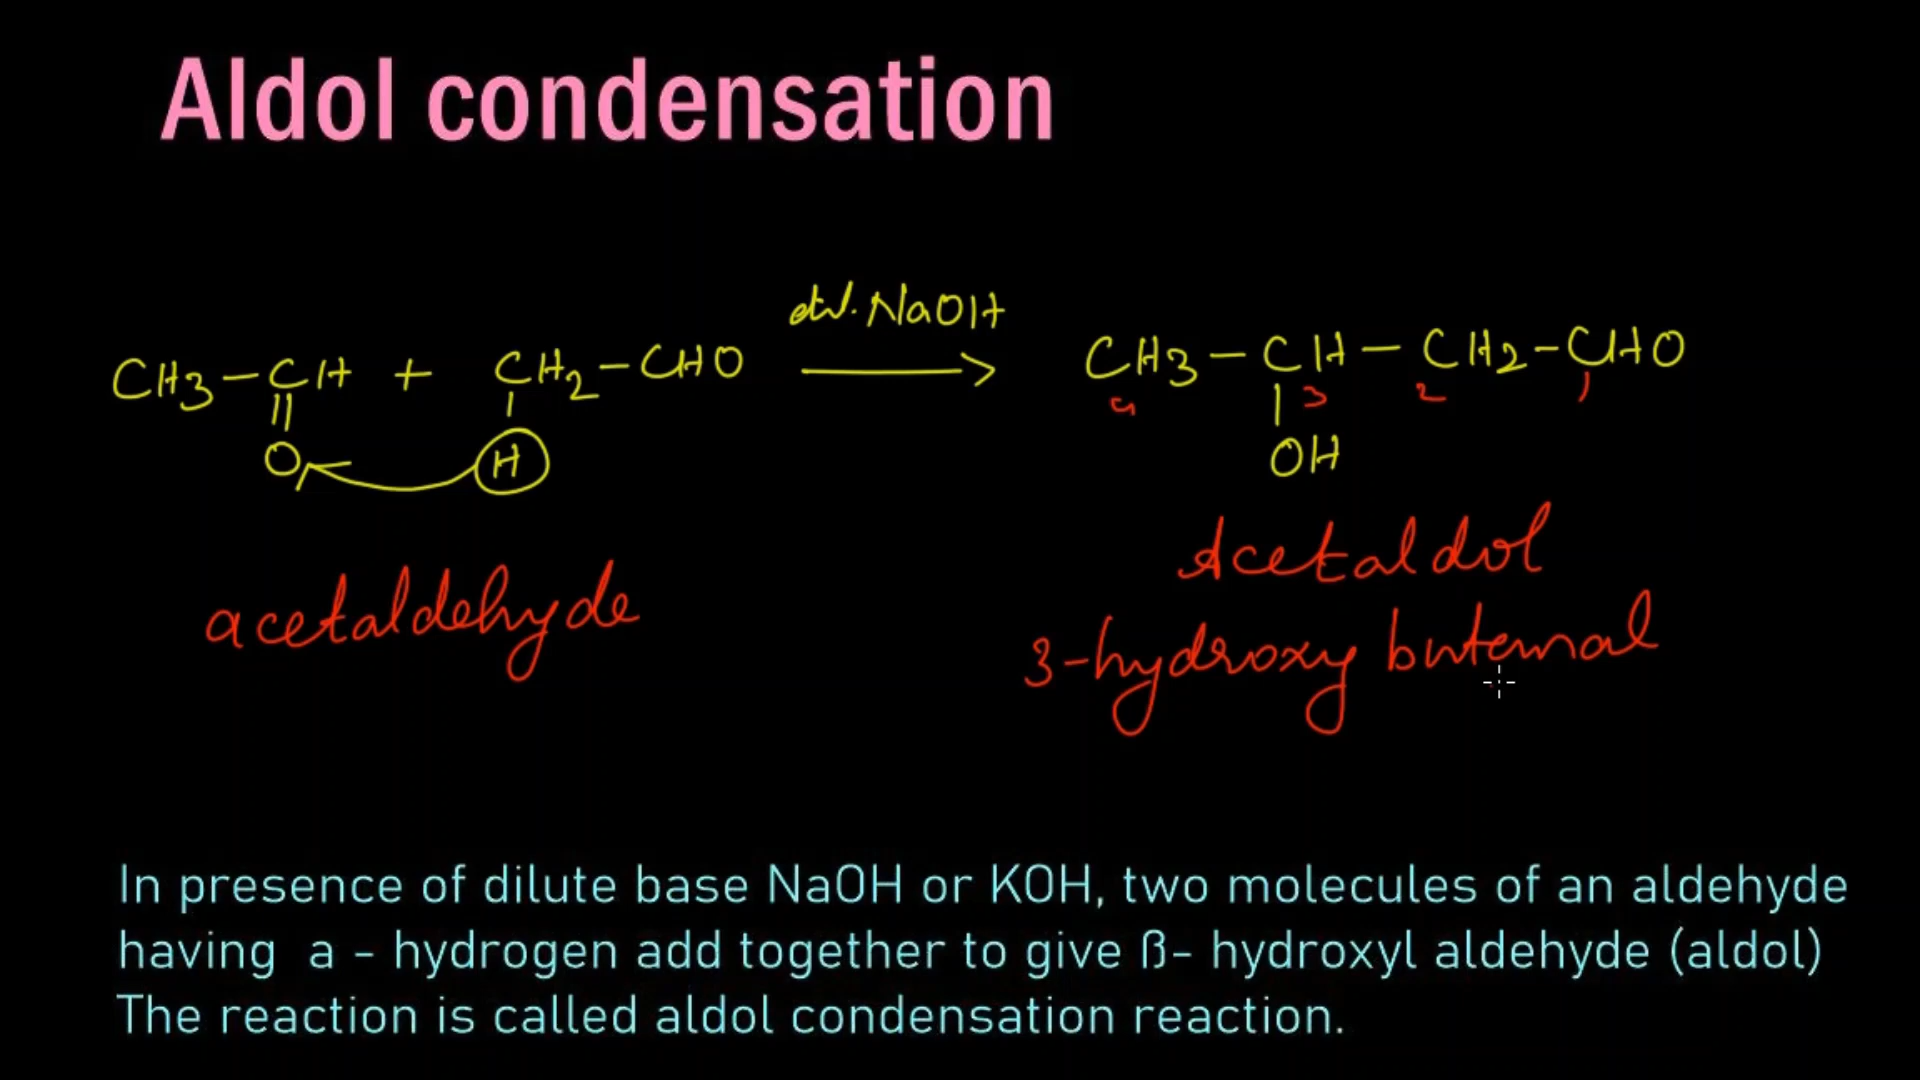 Aldol condensation
dil. NaOH
CH3 – CH + CH2 – CHO → CH3 – CH – CH2 – CHO
4 3 2 1
O H OH
Acetaldol
acetaldehyde
3-hydroxy butemal
In presence of dilute base NaOH or KOH, two molecules of an aldehyde
having a - hydrogen add together to give ß- hydroxyl aldehyde (aldol)
The reaction is called aldol condensation reaction.